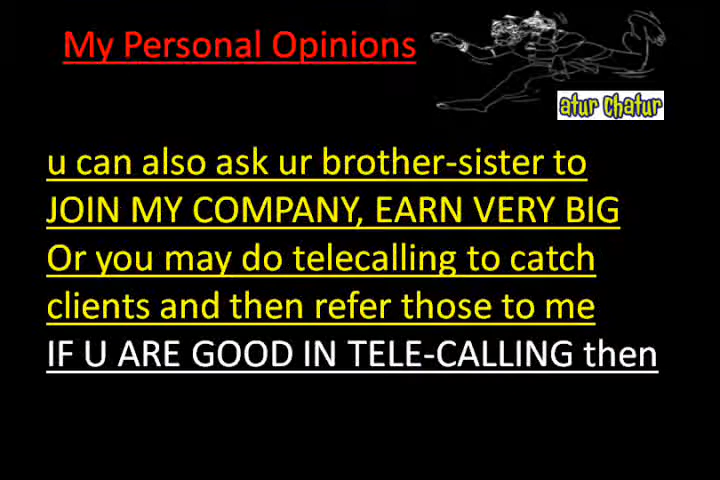 My Personal Opinions
atur chatur
u can also ask ur brother-sister to
JOIN MY COMPANY, EARN VERY BIG
Or you may do telecalling to catch
clients and then refer those to me
IF U ARE GOOD IN TELE-CALLING then